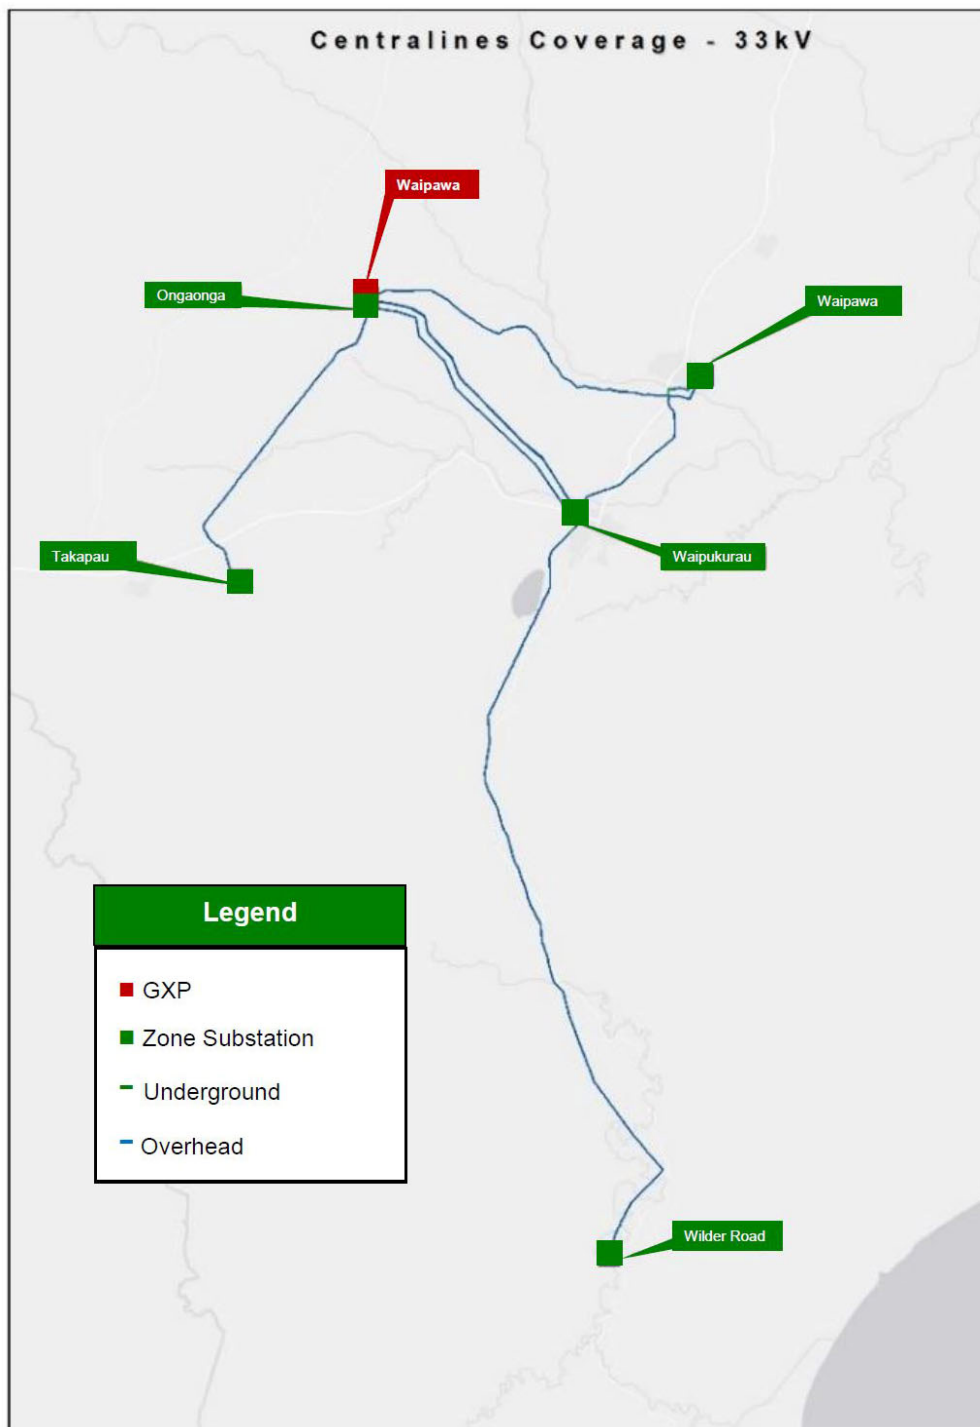 Centralines Coverage - 33kV
Waipawa
Ongaonga
Waipawa
Takapau
Waipukurau
Legend
GXP
Zone Substation
Underground
Overhead
Wilder Road